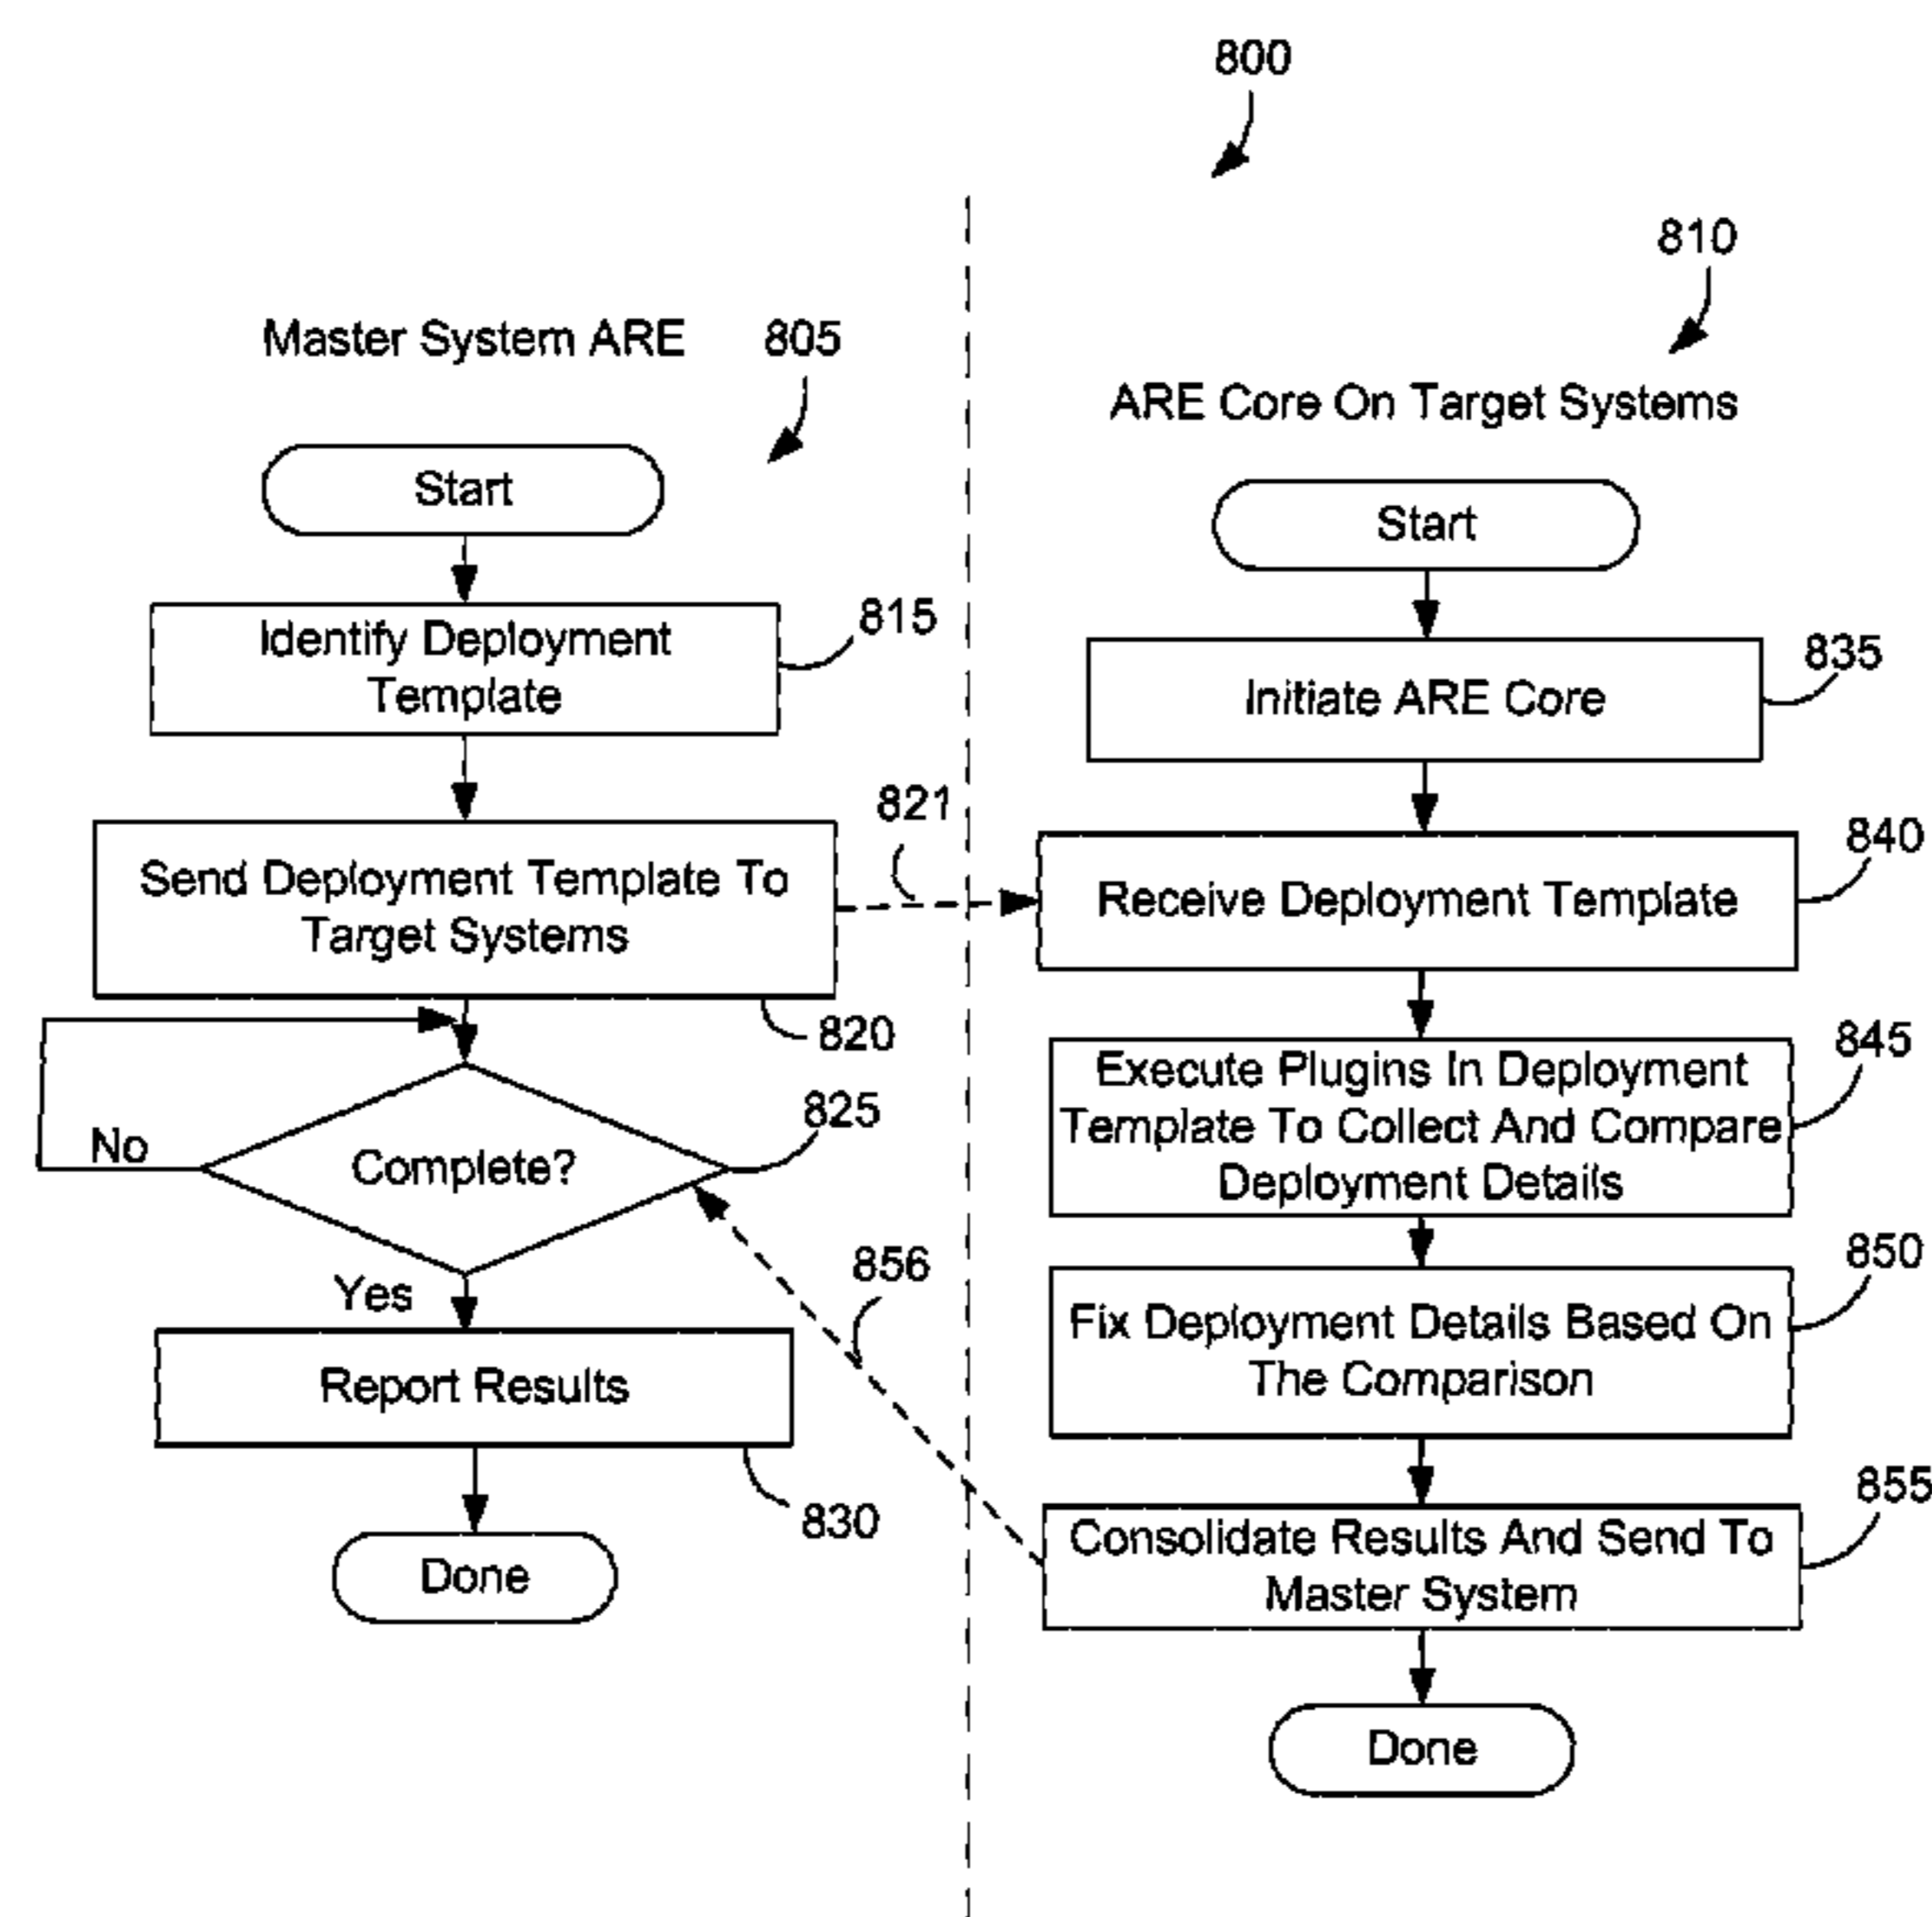 800
810
Master System ARE
805
ARE Core On Target Systems
Start
Start
Identify Deployment
Template
815
Initiate ARE Core
835
821
Send Deployment Template To
Target Systems
820
Receive Deployment Template
840
Execute Plugins In Deployment
Template To Collect And Compare
Deployment Details
845
No
Complete?
825
Yes
856
Fix Deployment Details Based On
The Comparison
850
Report Results
830
Consolidate Results And Send To
Master System
855
Done
Done